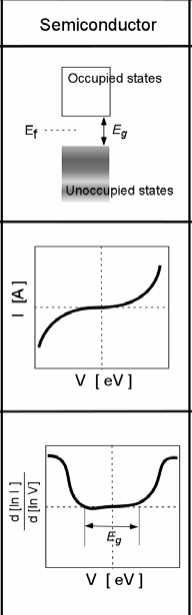 Semiconductor
Occupied states
Ef
Eg
Unoccupied states
I [A]
V [ eV ]
d [ln I ]
d [ln V]
Eg
V [ eV ]